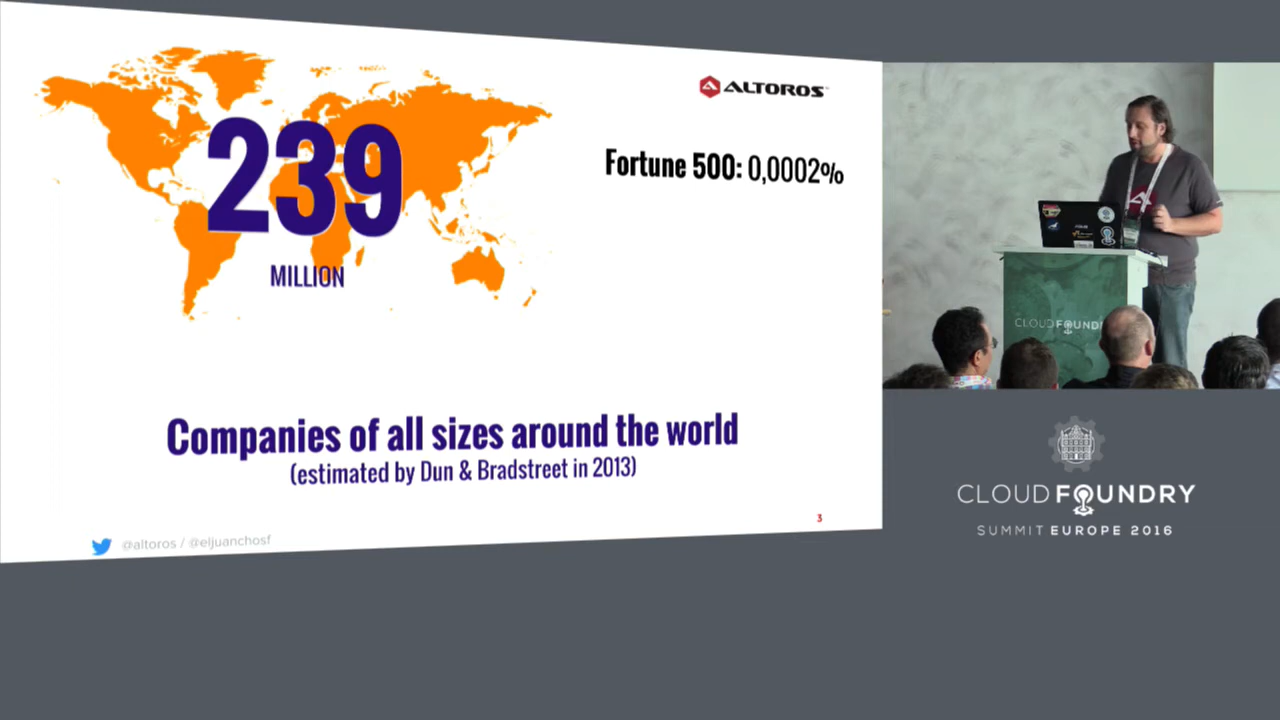 ALTOROS
239
MILLION
Fortune 500: 0,0002%
Companies of all sizes around the world
(estimated by Dun & Bradstreet in 2013)
3
@altoros / @eljuanchosf
CLOUD FOUND
CLOUD FOUNDRY
SUMMIT EUROPE 2016